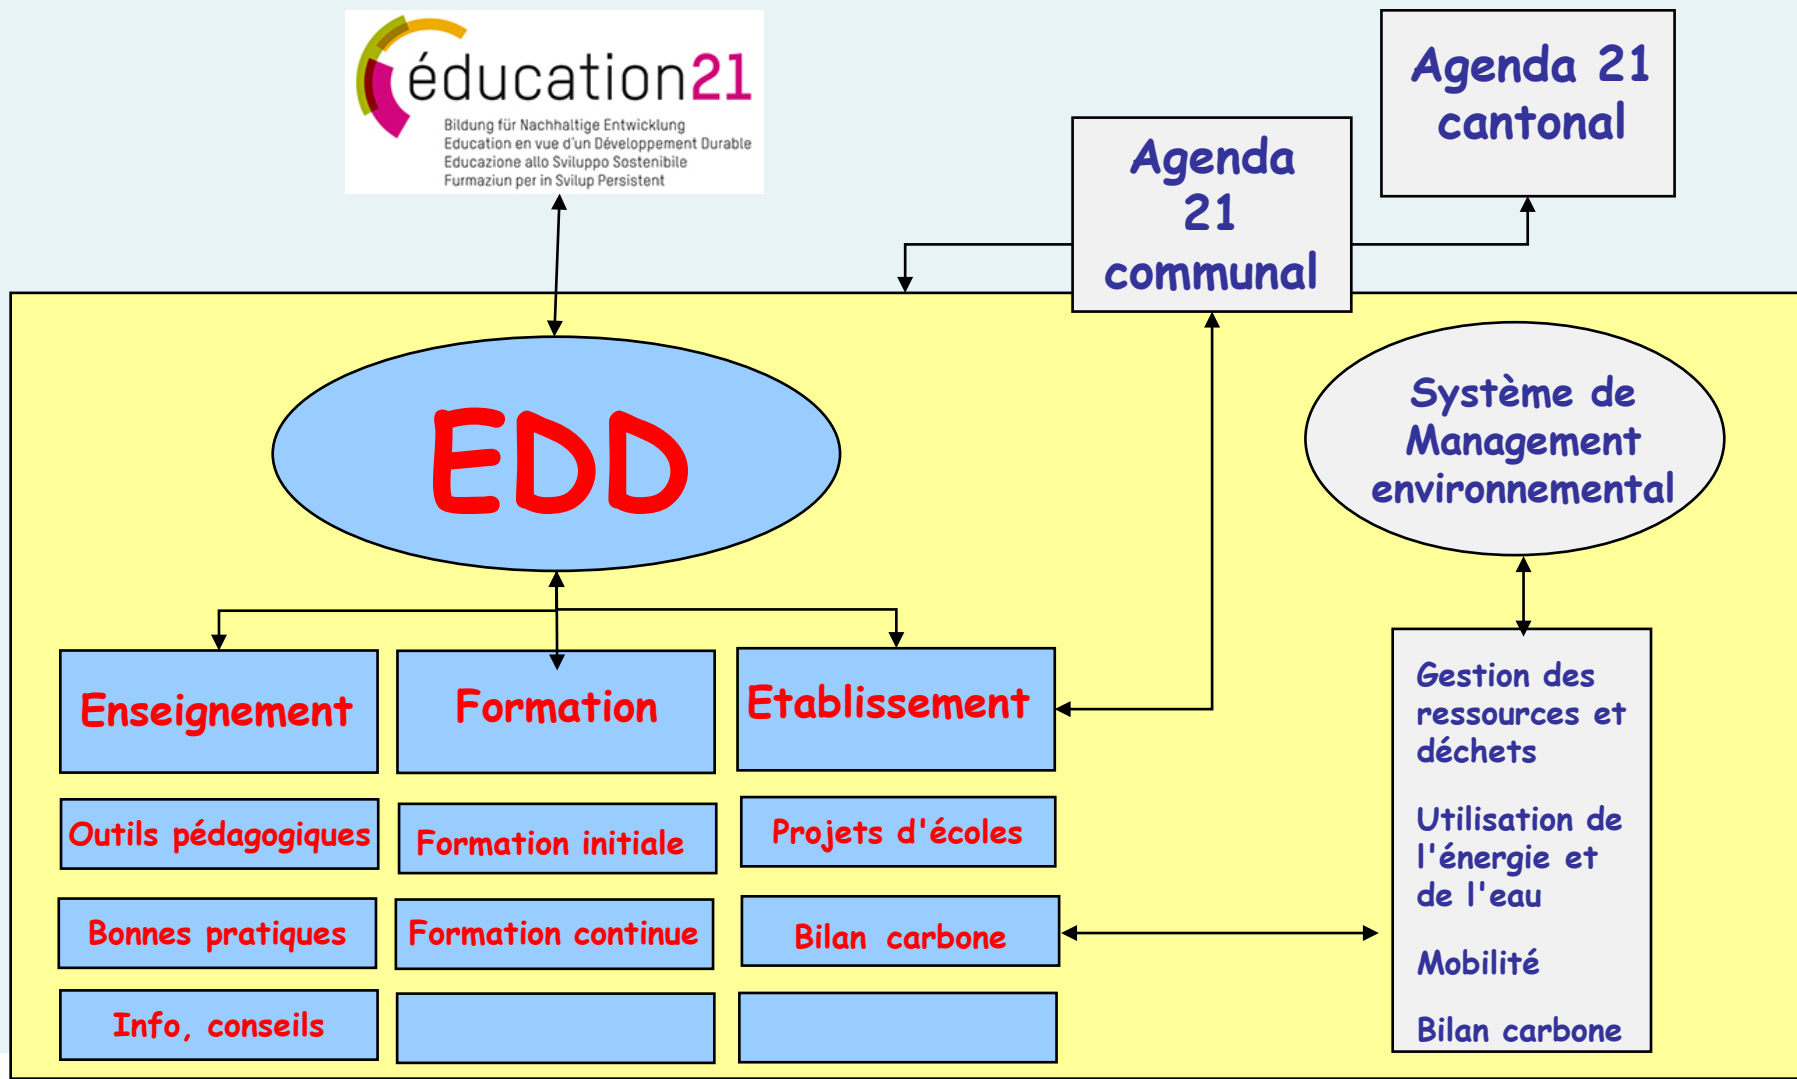 éducation21
Bildung für Nachhaltige Entwicklung
Education en vue d'un Développement Durable
Educazione allo Sviluppo Sostenibile
Furmaziun per in Svilup Persistent
Agenda 21
cantonal
Agenda
21
communal
EDD
Système de
Management
environnemental
Enseignement
Formation
Etablissement
Outils pédagogiques
Formation initiale
Projets d'écoles
Bonnes pratiques
Formation continue
Bilan carbone
Info, conseils
Gestion des
ressources et
déchets
Utilisation de
l'énergie et
de l'eau
Mobilité
Bilan carbone